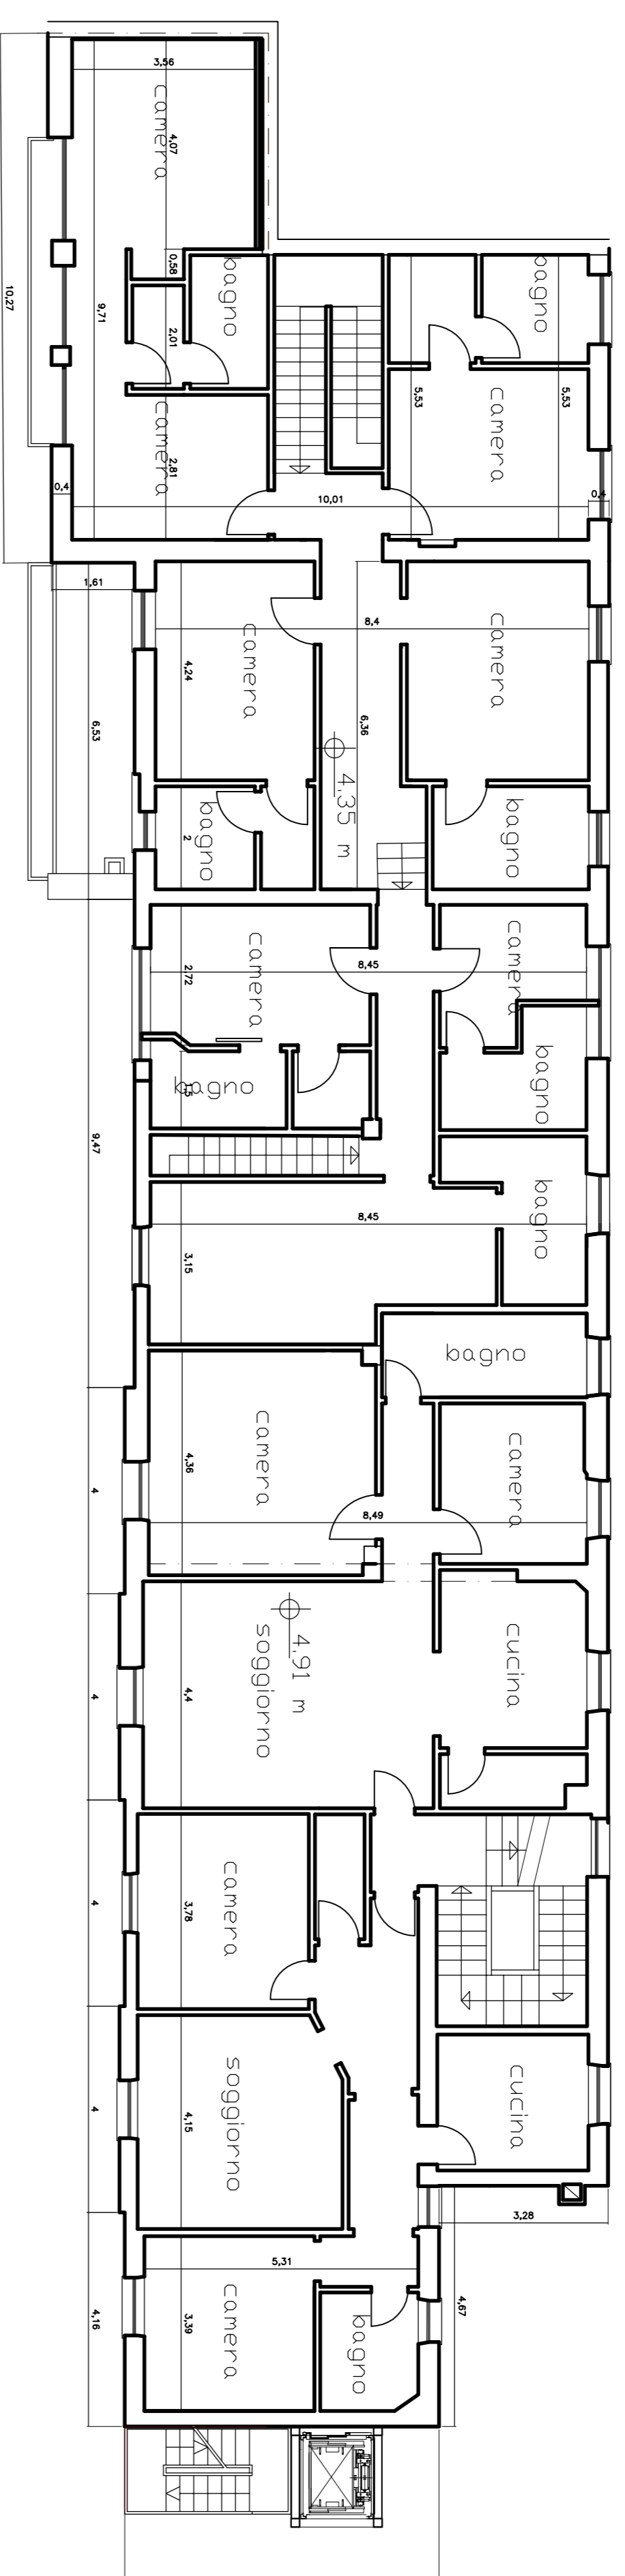 3,56
camera
4,07
10,27
9,71
0,58
bagno
bagno
2,01
5,53
5,53
camera
camera
2,81
0,4
10,01
0,4
1,61
8,4
camera
camera
4,24
6,53
6,36
4,35 m
bagno
2
bagno
camera
camera
2,72
8,45
bagno
1,5
bagno
9,47
8,45
bagno
3,15
bagno
camera
camera
4,36
4
8,49
4,91 m
soggiorno
cucina
4,4
4
camera
3,78
4
soggiorno
cucina
4,15
4
3,28
5,31
4,67
camera
3,39
bagno
4,16